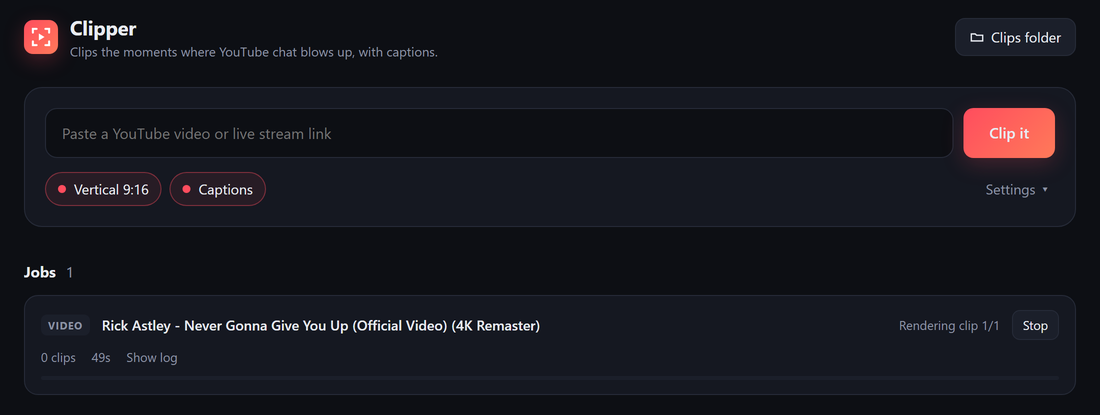 Clipper
Clips the moments where YouTube chat blows up, with captions.
Clips folder
Paste a YouTube video or live stream link
Clip it
Vertical 9:16
Captions
Settings
Jobs 1
VIDEO Rick Astley - Never Gonna Give You Up (Official Video) (4K Remaster)
Rendering clip 1/1
Stop
0 clips 49s Show log